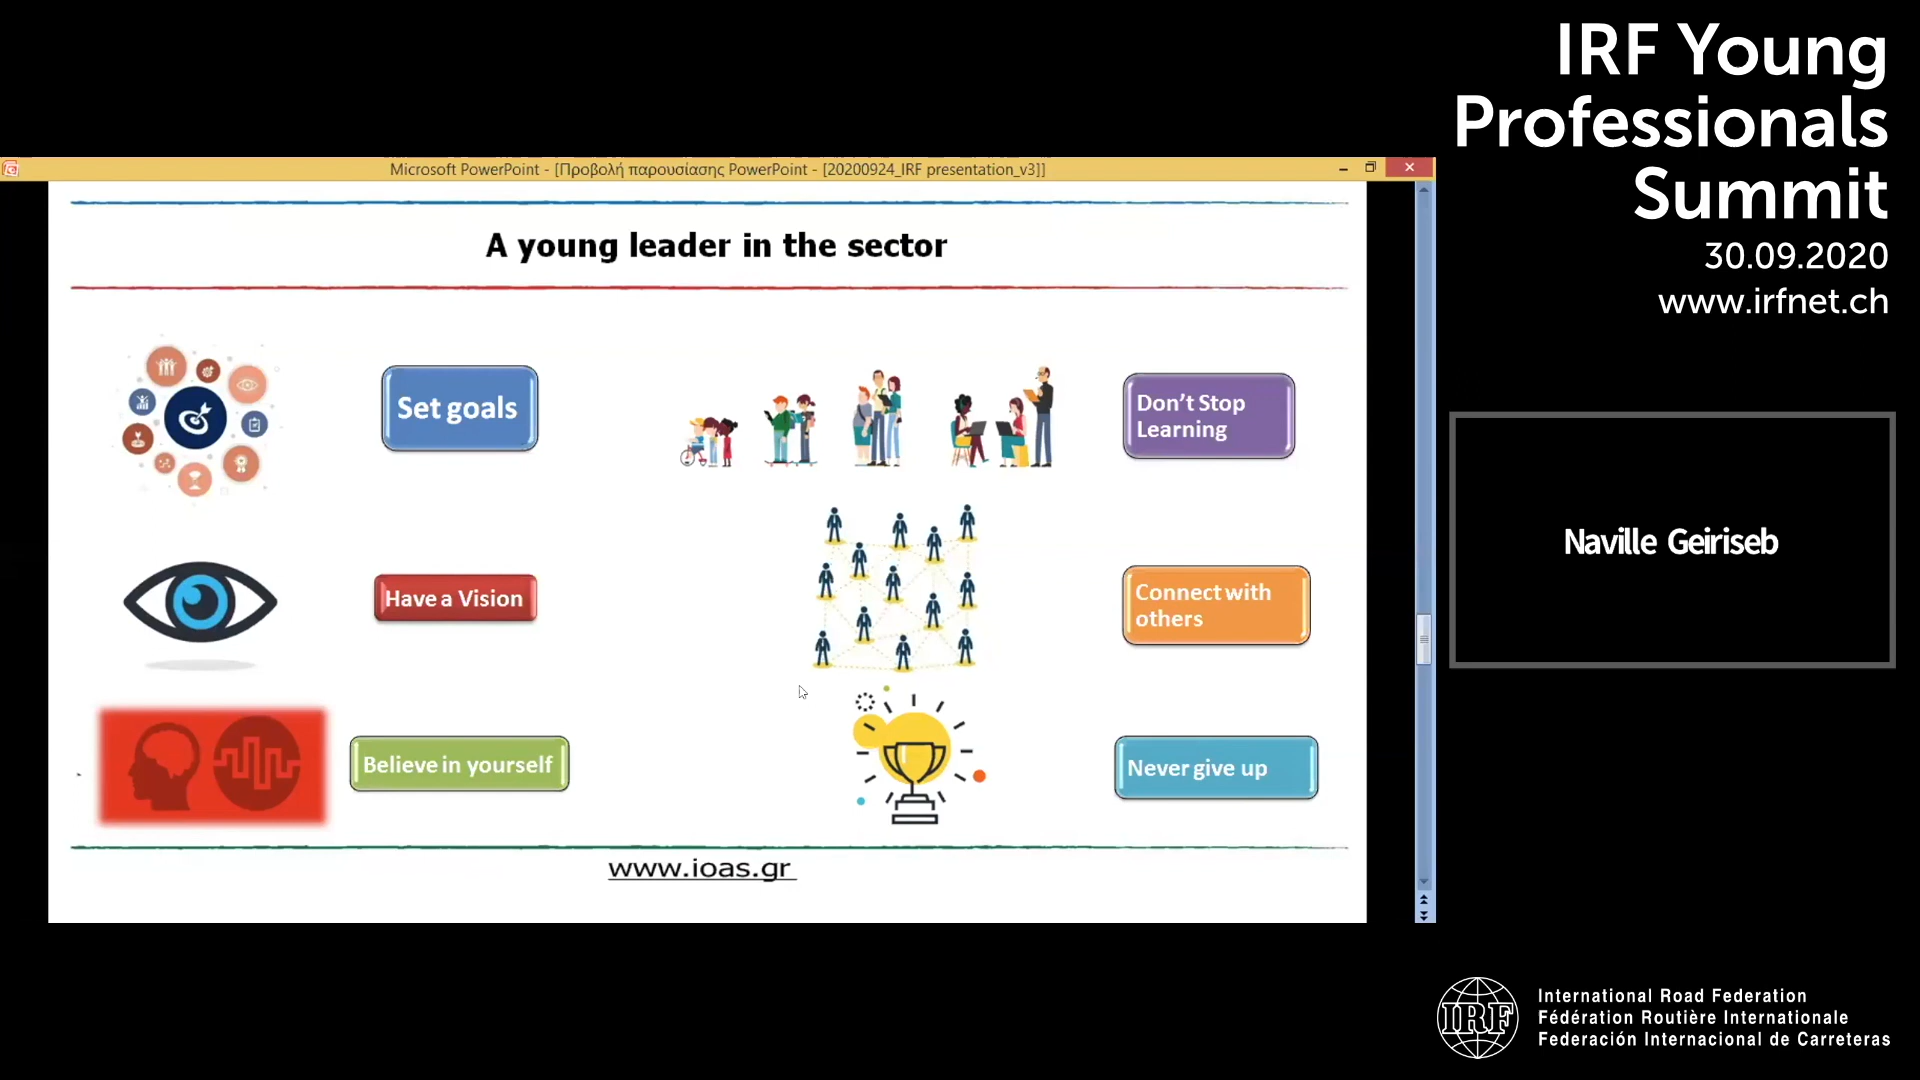 IRF Young
Professionals
Summit
30.09.2020
www.irfnet.ch
Microsoft PowerPoint - [Προβολή παρουσίασης PowerPoint - [20200924_IRF presentation_v3]]
A young leader in the sector
Set goals
Don't Stop
Learning
Have a Vision
Connect with
others
Believe in yourself
Never give up
www.ioas.gr
Naville Geiriseb
IRF
International Road Federation
Fédération Routière Internationale
Federación Internacional de Carreteras